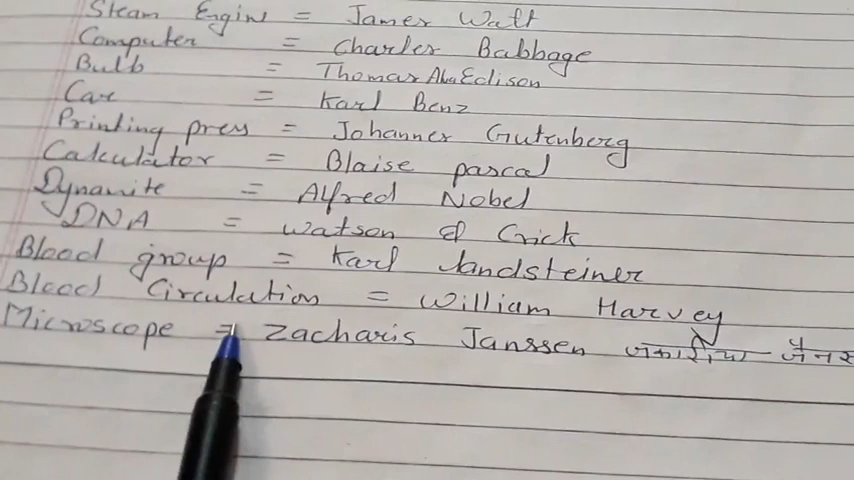 Steam Engine = James Watt
Computer = Charles Babbage
Bulb = Thomas Alva Edison
Car = Karl Benz
Printing press = Johannes Gutenberg
Calculator = Blaise pascal
Dynamite = Alfred Nobel
DNA = Watson & Crick
Blood group = Karl Landsteiner
Blood Circulation = William Harvey
Microscope = Zacharis Janssen